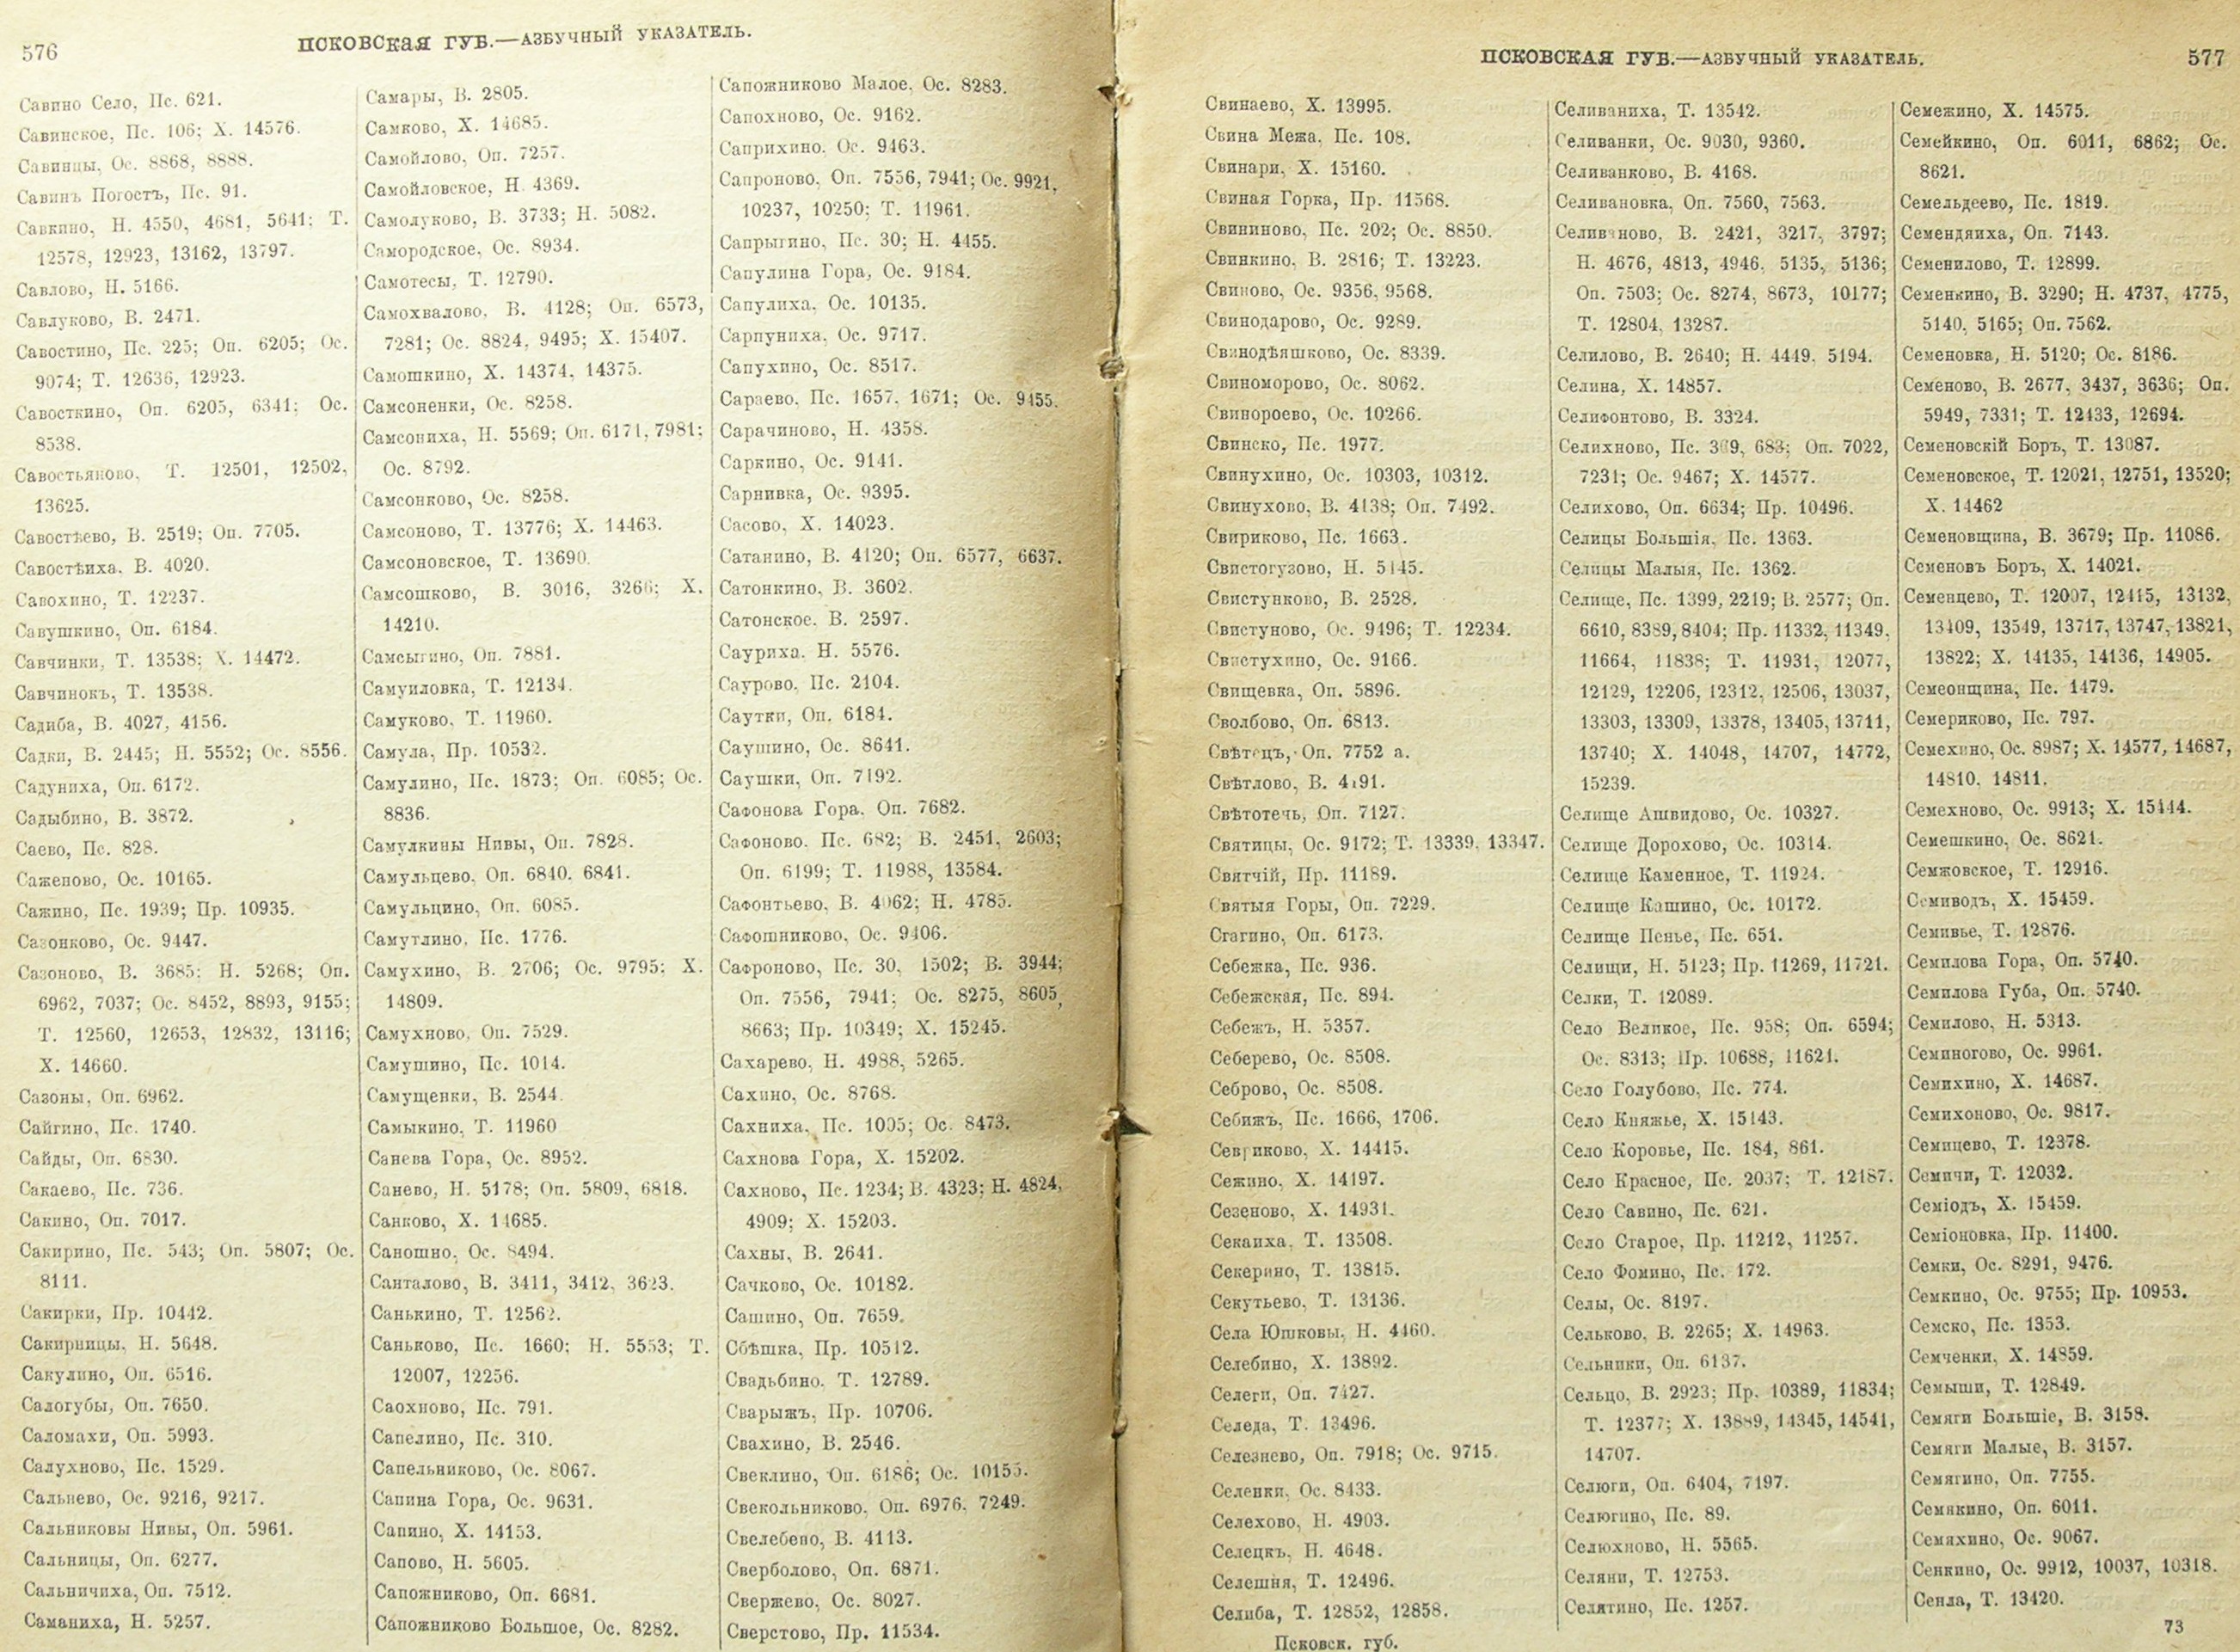 576
ПСКОВСКАЯ ГУБ.—АЗБУЧНЫЙ УКАЗАТЕЛЬ.
Савино Село, Пс. 621.
Савинское, Пс. 106; Х. 14576.
Савинцы, Ос. 8868, 8888.
Савинъ Погостъ, Пс. 91.
Савкино, Н. 4550, 4681, 5641; Т.
12578, 12923, 13162, 13797.
Савлово, Н. 5166.
Савлуково, В. 2471.
Савостино, Пс. 225; Оп. 6205; Ос.
9074; Т. 12636, 12923.
Савосткино, Оп. 6205, 6341; Ос.
8538.
Савостьяново, Т. 12501, 12502,
13625.
Савостѣево, В. 2519; Оп. 7705.
Савостѣиха. В. 4020.
Савохино, Т. 12237.
Савушкино, Оп. 6184.
Савчинки, Т. 13538; Х. 14472.
Савчинокъ, Т. 13538.
Садиба, В. 4027, 4156.
Садки, В. 2445; Н. 5552; Ос. 8556.
Садуниха, Оп. 6172.
Садыбино, В. 3872.
Саево, Пс. 828.
Саженово, Ос. 10165.
Сажино, Пс. 1939; Пр. 10935.
Сазонково, Ос. 9447.
Сазоново, В. 3685; Н. 5268; Оп.
6962, 7037; Ос. 8452, 8893, 9155;
Т. 12560, 12653, 12832, 13116;
Х. 14660.
Сазоны, Оп. 6962.
Сайгино, Пс. 1740.
Сайды, Оп. 6830.
Сакаево, Пс. 736.
Сакино, Оп. 7017.
Сакирино, Пс. 543; Оп. 5807; Ос.
8111.
Сакирки, Пр. 10442.
Сакирницы, Н. 5648.
Сакулино, Оп. 6516.
Салогубы, Оп. 7650.
Саломахи, Оп. 5993.
Салухново, Пс. 1529.
Сальнево, Ос. 9216, 9217.
Сальниковы Нивы, Оп. 5961.
Сальницы, Оп. 6277.
Сальничиха, Оп. 7512.
Саманиха, Н. 5257.
Самары, В. 2805.
Самково, Х. 14685.
Самойлово, Оп. 7257.
Самойловское, Н. 4369.
Самолуково, В. 3733; Н. 5082.
Самородское, Ос. 8934.
Самотесы, Т. 12790.
Самохвалово, В. 4128; Оп. 6573,
7281; Ос. 8824, 9495; Х. 15407.
Самошкино, Х. 14374, 14375.
Самсоненки, Ос. 8258.
Самсониха, Н. 5569; Оп. 6171, 7981;
Ос. 8792.
Самсонково, Ос. 8258.
Самсоново, Т. 13776; Х. 14463.
Самсоновское, Т. 13690.
Самсошково, В. 3016, 3266; Х.
14210.
Самсыгино, Оп. 7881.
Самуиловка, Т. 12134.
Самуково, Т. 11960.
Самула, Пр. 10532.
Самулино, Пс. 1873; Оп. 6085; Ос.
8836.
Самулкины Нивы, Оп. 7828.
Самульцево, Оп. 6840, 6841.
Самульцино, Оп. 6085.
Самутлино, Пс. 1776.
Самухино, В. 2706; Ос. 9795; Х.
14809.
Самухново, Оп. 7529.
Самушино, Пс. 1014.
Самущенки, В. 2544.
Самыкино, Т. 11960
Санева Гора, Ос. 8952.
Санево, Н. 5178; Оп. 5809, 6818.
Санково, Х. 14685.
Саношно, Ос. 8494.
Санталово, В. 3411, 3412, 3623.
Санькино, Т. 12562.
Саньково, Пс. 1660; Н. 5553; Т.
12007, 12256.
Саохново, Пс. 791.
Сапелино, Пс. 310.
Сапельниково, Ос. 8067.
Сапина Гора, Ос. 9631.
Сапино, Х. 14153.
Сапово, Н. 5605.
Сапожниково, Оп. 6681.
Сапожниково Большое, Ос. 8282.
Сапожниково Малое, Ос. 8283.
Сапохново, Ос. 9162.
Саприхино, Ос. 9463.
Сапроново, Оп. 7556, 7941; Ос. 9921,
10237, 10250; Т. 11961.
Сапрыгино, Пс. 30; Н. 4455.
Сапулина Гора, Ос. 9184.
Сапулиха, Ос. 10135.
Сарпуниха, Ос. 9717.
Сапухино, Ос. 8517.
Сараево, Пс. 1657, 1671; Ос. 9455.
Сарачиново, Н. 4358.
Саркино, Ос. 9141.
Сарнивка, Ос. 9395.
Сасово, Х. 14023.
Сатанино, В. 4120; Оп. 6577, 6637.
Сатонкино, В. 3602.
Сатонское, В. 2597.
Сауриха, Н. 5576.
Саурово, Пс. 2104.
Саутки, Оп. 6184.
Саушино, Ос. 8641.
Саушки, Оп. 7192.
Сафонова Гора, Оп. 7682.
Сафоново, Пс. 682; В. 2451, 2603;
Оп. 6199; Т. 11988, 13584.
Сафонтьево, В. 4062; Н. 4785.
Сафошниково, Ос. 9406.
Сафроново, Пс. 30, 1502; В. 3944;
Оп. 7556, 7941; Ос. 8275, 8605,
8663; Пр. 10349; Х. 15245.
Сахарево, Н. 4988, 5265.
Сахино, Ос. 8768.
Сахниха, Пс. 1005; Ос. 8473.
Сахнова Гора, Х. 15202.
Сахново, Пс. 1234; В. 4323; Н. 4824,
4909; Х. 15203.
Сахны, В. 2641.
Сачково, Ос. 10182.
Сашино, Оп. 7659.
Сбѣшка, Пр. 10512.
Свадьбино, Т. 12789.
Сварыжъ, Пр. 10706.
Свахино, В. 2546.
Свеклино, Оп. 6186; Ос. 10155.
Свекольниково, Оп. 6976, 7249.
Свелебено, В. 4113.
Сверболово, Оп. 6871.
Свержево, Ос. 8027.
Сверстово, Пр. 11534.
ПСКОВСКАЯ ГУБ.—АЗБУЧНЫЙ УКАЗАТЕЛЬ.
577
Свинаево, Х. 13995.
Свина Межа, Пс. 108.
Свинари, Х. 15160.
Свиная Горка, Пр. 11568.
Свининово, Пс. 202; Ос. 8850.
Свинкино, В. 2816; Т. 13223.
Свиново, Ос. 9356, 9568.
Свинодарово, Ос. 9289.
Свинодѣяшково, Ос. 8339.
Свиноморово, Ос. 8062.
Свинороево, Ос. 10266.
Свинско, Пс. 1977.
Свинухино, Ос. 10303, 10312.
Свинухово, В. 4138; Оп. 7492.
Свириково, Пс. 1663.
Свистогузово, Н. 5145.
Свистунково, В. 2528.
Свистуново, Ос. 9496; Т. 12234.
Свистухино, Ос. 9166.
Свищевка, Оп. 5896.
Сволбово, Оп. 6813.
Свѣтецъ, Оп. 7752 а.
Свѣтлово, В. 4191.
Свѣтотечь, Оп. 7127.
Святицы, Ос. 9172; Т. 13339, 13347.
Святчій, Пр. 11189.
Святыя Горы, Оп. 7229.
Сгагино, Оп. 6173.
Себежка, Пс. 936.
Себежская, Пс. 894.
Себежъ, Н. 5357.
Себерево, Ос. 8508.
Себрово, Ос. 8508.
Себижъ, Пс. 1666, 1706.
Севриково, Х. 14415.
Сежино, Х. 14197.
Сезеново, Х. 14931.
Секаиха, Т. 13508.
Секерино, Т. 13815.
Секутьево, Т. 13136.
Села Юшковы, Н. 4460.
Селебино, Х. 13892.
Селеги, Оп. 7427.
Селеда, Т. 13496.
Селезнево, Оп. 7918; Ос. 9715.
Селенки, Ос. 8433.
Селехово, Н. 4903.
Селецкъ, Н. 4648.
Селешня, Т. 12496.
Селиба, Т. 12852, 12858.
Селиваниха, Т. 13542.
Селиванки, Ос. 9030, 9360.
Селиванково, В. 4168.
Селивановка, Оп. 7560, 7563.
Селиваново, В. 2421, 3217, 3797;
Н. 4676, 4813, 4946, 5135, 5136;
Оп. 7503; Ос. 8274, 8673, 10177;
Т. 12804, 13287.
Селилово, В. 2640; Н. 4449, 5194.
Селина, Х. 14857.
Селифонтово, В. 3324.
Селихново, Пс. 369, 683; Оп. 7022,
7231; Ос. 9467; Х. 14577.
Селихово, Оп. 6634; Пр. 10496.
Селицы Большія, Пс. 1363.
Селицы Малыя, Пс. 1362.
Селище, Пс. 1399, 2219; В. 2577; Оп.
6610, 8389, 8404; Пр. 11332, 11349,
11664, 11838; Т. 11931, 12077,
12129, 12206, 12312, 12506, 13037,
13303, 13309, 13378, 13405, 13711,
13740; Х. 14048, 14707, 14772,
15239.
Селище Ашвидово, Ос. 10327.
Селище Дорохово, Ос. 10314.
Селище Каменное, Т. 11924.
Селище Кашино, Ос. 10172.
Селище Пенье, Пс. 651.
Селищи, Н. 5123; Пр. 11269, 11721.
Селки, Т. 12089.
Село Великое, Пс. 958; Оп. 6594;
Ос. 8313; Пр. 10688, 11621.
Село Голубово, Пс. 774.
Село Княжье, Х. 15143.
Село Коровье, Пс. 184, 861.
Село Красное, Пс. 2037; Т. 12187.
Село Савино, Пс. 621.
Село Старое, Пр. 11212, 11257.
Село Фомино, Пс. 172.
Селы, Ос. 8197.
Сельково, В. 2265; Х. 14963.
Сельники, Оп. 6137.
Сельцо, В. 2923; Пр. 10389, 11834;
Т. 12377; Х. 13889, 14345, 14541,
14707.
Селюги, Оп. 6404, 7197.
Селюгино, Пс. 89.
Селюхново, Н. 5565.
Селяни, Т. 12753.
Селятино, Пс. 1257.
Семежино, Х. 14575.
Семейкино, Оп. 6011, 6862; Ос.
8621.
Семельдеево, Пс. 1819.
Семендяиха, Оп. 7143.
Семенилово, Т. 12899.
Семенкино, В. 3290; Н. 4737, 4775,
5140, 5165; Оп. 7562.
Семеновка, Н. 5120; Ос. 8186.
Семеново, В. 2677, 3437, 3636; Оп.
5949, 7331; Т. 12433, 12694.
Семеновскій Боръ, Т. 13087.
Семеновское, Т. 12021, 12751, 13520;
Х. 14462
Семеновщина, В. 3679; Пр. 11086.
Семеновъ Боръ, Х. 14021.
Семенцево, Т. 12007, 12415, 13132,
13409, 13549, 13717, 13747, 13821,
13822; Х. 14135, 14136, 14905.
Семеонщина, Пс. 1479.
Семериково, Пс. 797.
Семехино, Ос. 8987; Х. 14577, 14687,
14810, 14811.
Семехново, Ос. 9913; Х. 15444.
Семешкино, Ос. 8621.
Семжовское, Т. 12916.
Семиводъ, Х. 15459.
Семивье, Т. 12876.
Семилова Гора, Оп. 5740.
Семилова Губа, Оп. 5740.
Семилово, Н. 5313.
Семиногово, Ос. 9961.
Семихино, Х. 14687.
Семихоново, Ос. 9817.
Семицево, Т. 12378.
Семичи, Т. 12032.
Семіодъ, Х. 15459.
Семіоновка, Пр. 11400.
Семки, Ос. 8291, 9476.
Семкино, Ос. 9755; Пр. 10953.
Семско, Пс. 1353.
Семченки, Х. 14859.
Семыши, Т. 12849.
Семяги Большіе, В. 3158.
Семяги Малые, В. 3157.
Семягино, Оп. 7755.
Семякино, Оп. 6011.
Семяхино, Ос. 9067.
Сенкино, Ос. 9912, 10037, 10318.
Сенла, Т. 13420.
Псковск. губ.
73